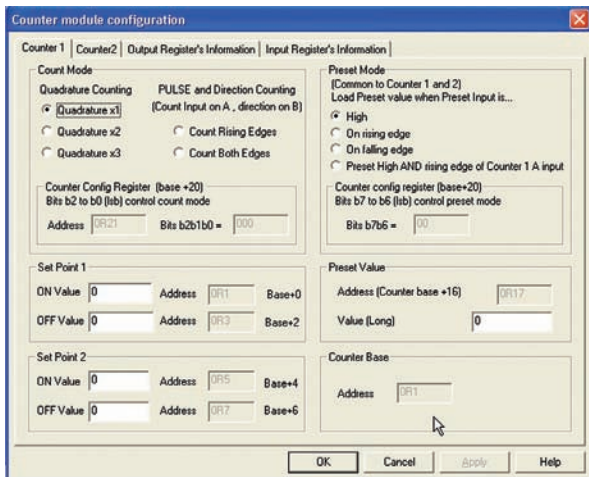 Counter module configuration
Counter 1 Counter2 Output Register's Information Input Register's Information
Count Mode
Quadrature Counting
Quadrature x1
Quadrature x2
Quadrature x3
PULSE and Direction Counting
(Count Input on A , direction on B)
Count Rising Edges
Count Both Edges
Counter Config Register (base +20)
Bits b2 to b0 (lsb) control count mode
Address 0R21 Bits b2b1b0 = 000
Preset Mode
(Common to Counter 1 and 2)
Load Preset value when Preset Input is...
High
On rising edge
On falling edge
Preset High AND rising edge of Counter 1 A input
Counter config register (base+20)
Bits b7 to b6 (lsb) control preset mode
Bits b7b6 = 00
Set Point 1
ON Value 0 Address 0R1 Base+0
OFF Value 0 Address 0R3 Base+2
Preset Value
Address (Counter base +16) 0R17
Value (Long) 0
Set Point 2
ON Value 0 Address 0R5 Base+4
OFF Value 0 Address 0R7 Base+6
Counter Base
Address 0R1
OK Cancel Apply Help